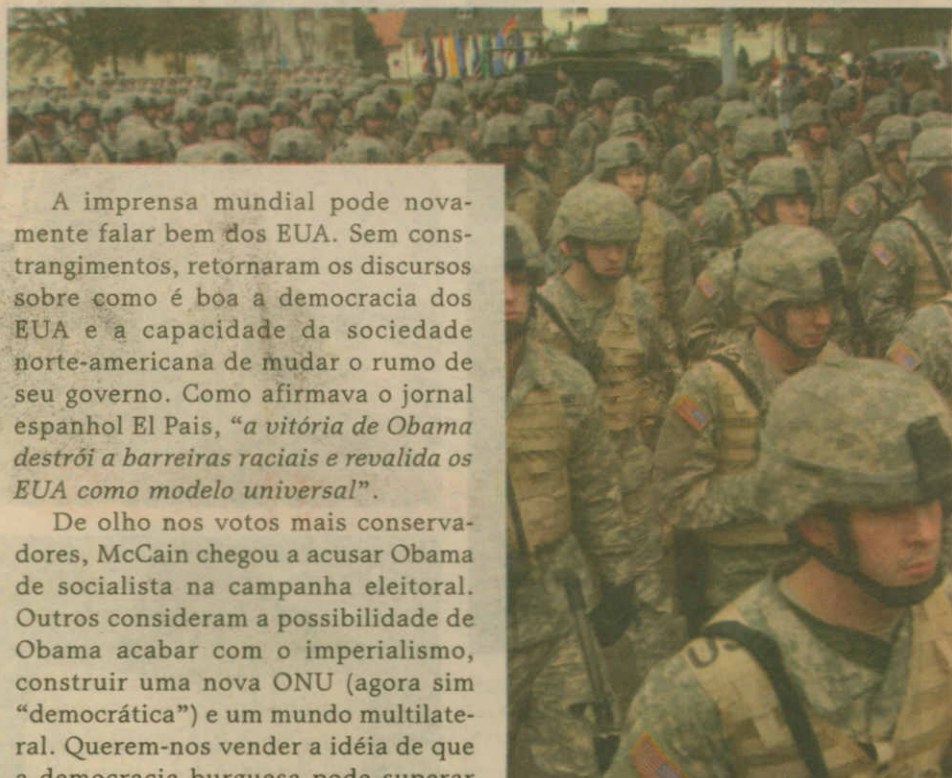 A imprensa mundial pode nova-
mente falar bem dos EUA. Sem cons-
trangimentos, retornaram os discursos
sobre como é boa a democracia dos
EUA e a capacidade da sociedade
norte-americana de mudar o rumo de
seu governo. Como afirmava o jornal
espanhol El Pais, “a vitória de Obama
destrói a barreiras raciais e revalida os
EUA como modelo universal”.
De olho nos votos mais conserva-
dores, McCain chegou a acusar Obama
de socialista na campanha eleitoral.
Outros consideram a possibilidade de
Obama acabar com o imperialismo,
construir uma nova ONU (agora sim
“democrática”) e um mundo multilate-
ral. Querem-nos vender a idéia de que
a democracia burguesa pode superar